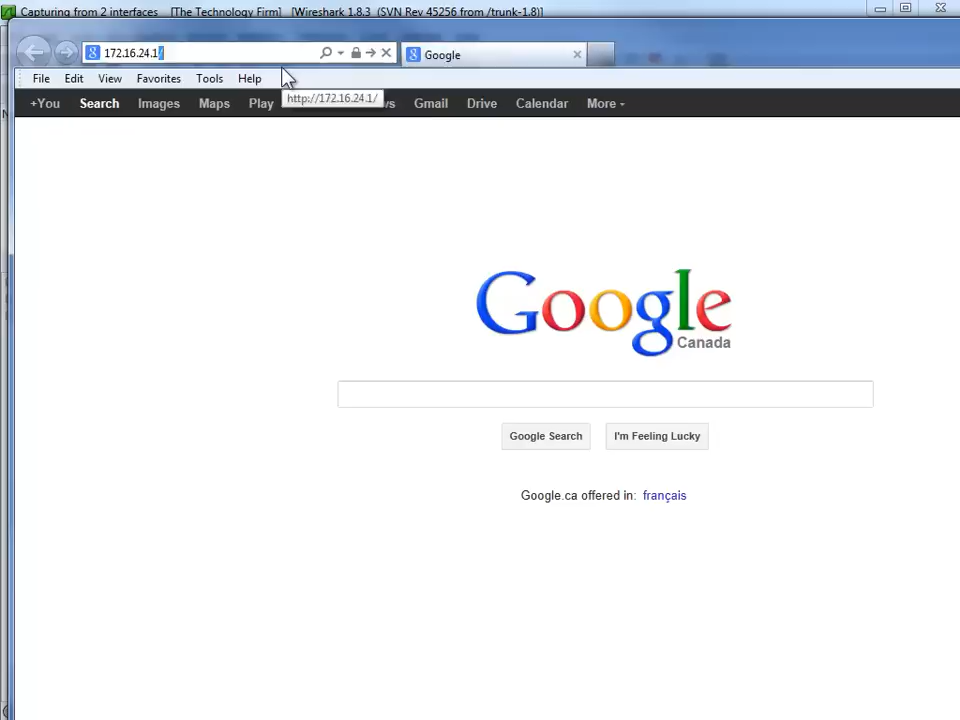 Capturing from 2 interfaces [The Technology Firm] [Wireshark 1.8.3 (SVN Rev 45256 from /trunk-1.8)]
172.16.24.1/
Google
File Edit View Favorites Tools Help
http://172.16.24.1/
+You Search Images Maps Play Gmail Drive Calendar More
Google
Canada
Google Search I'm Feeling Lucky
Google.ca offered in: français